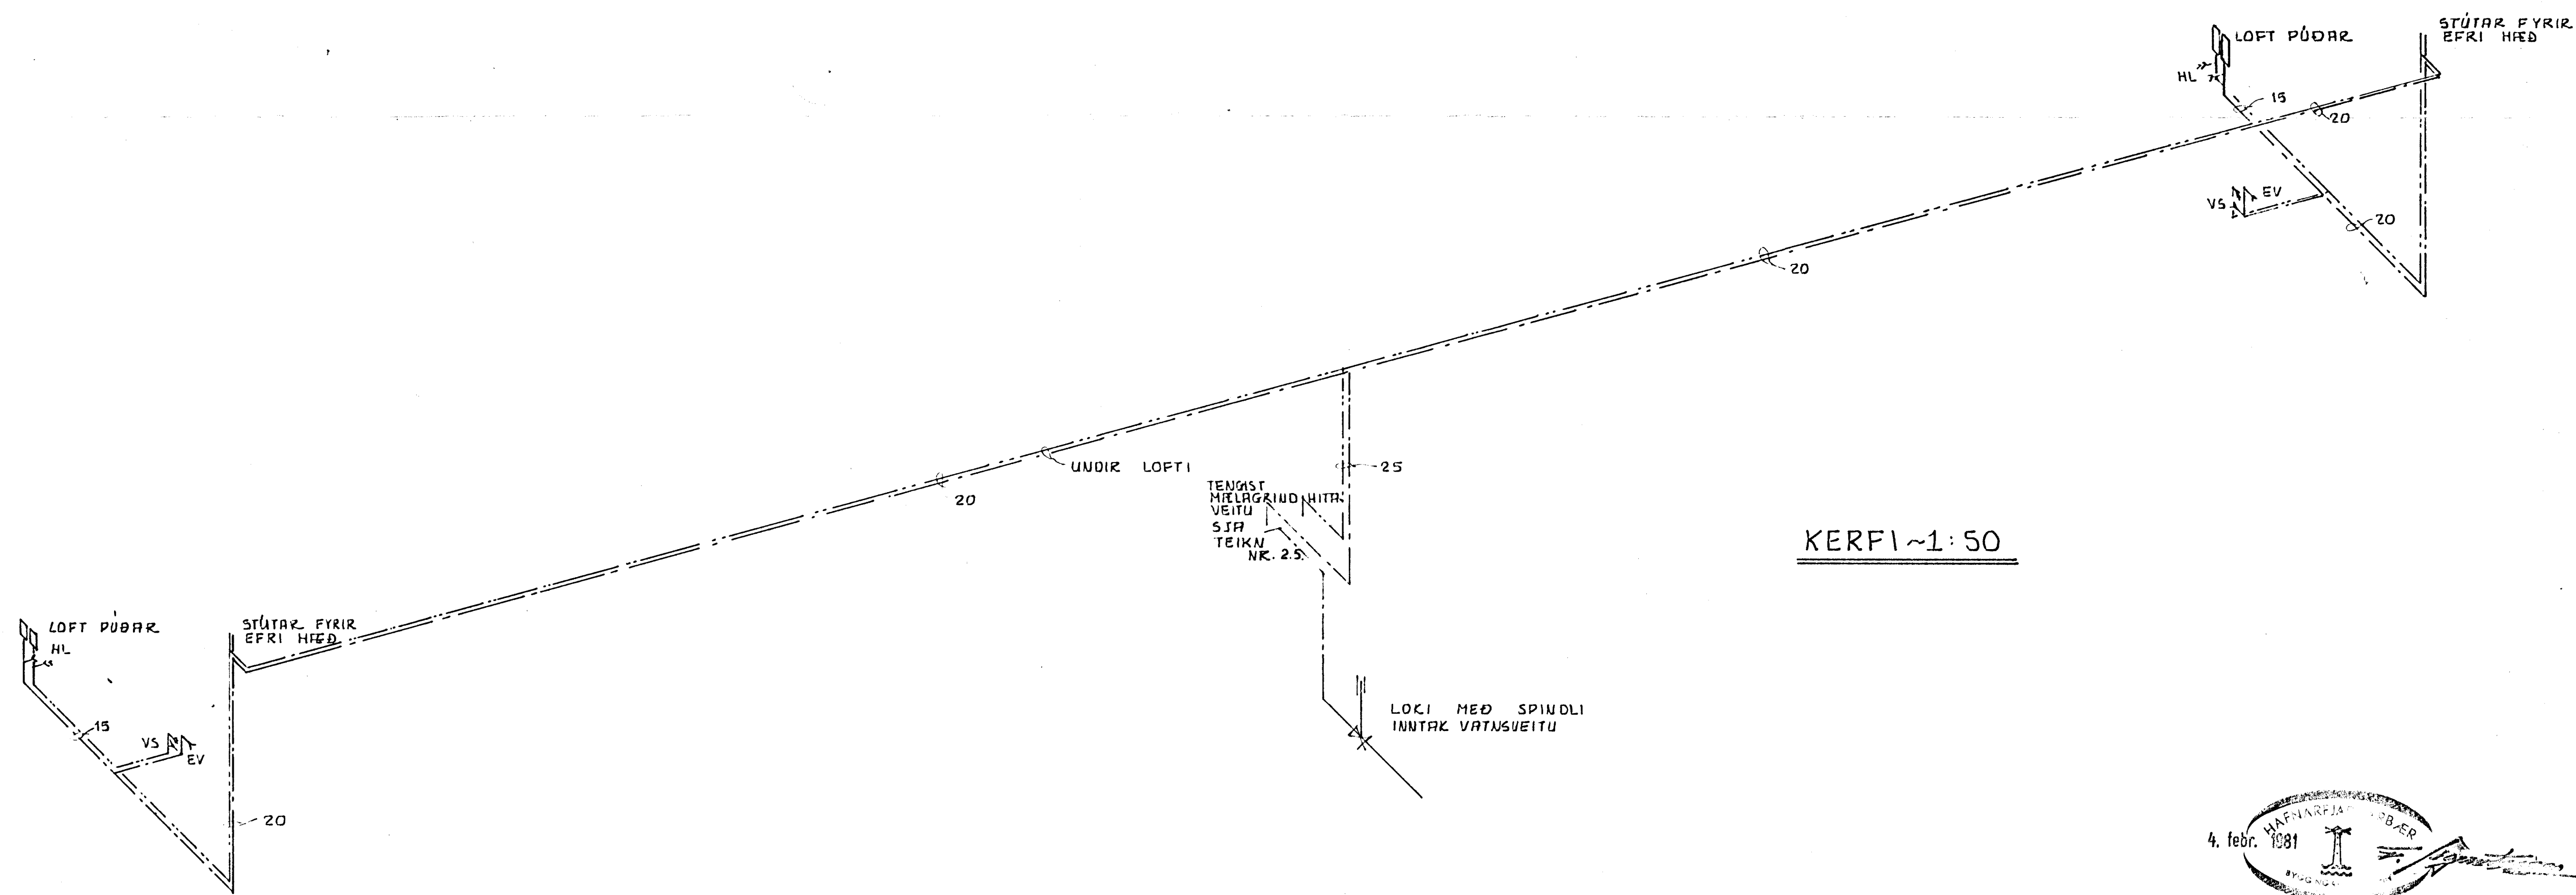 LOFT PÚÐAR
STÚTAR FYRIR
EFRI HÆÐ
HL
15
20
VS
EV
20
20
UNDIR LOFTI
20
25
TENGIST
MÆLAGRIND HITA
VEITU
SJA
TEIKN
NR. 2.5.
KERFI ~1:50
LOFT PÚÐAR
HL
STÚTAR FYRIR
EFRI HÆÐ
15
VS
EV
20
LOKI MEÐ SPINDLI
INNTAK VATNSVEITU
4. febr. 1981